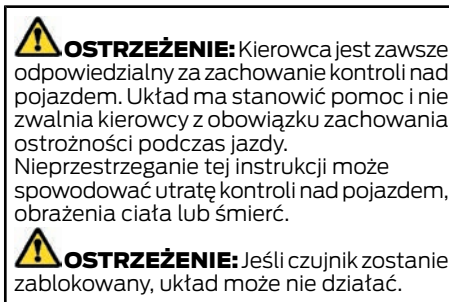 OSTRZEŻENIE: Kierowca jest zawsze
odpowiedzialny za zachowanie kontroli nad
pojazdem. Układ ma stanowić pomoc i nie
zwalnia kierowcy z obowiązku zachowania
ostrożności podczas jazdy.
Nieprzestrzeganie tej instrukcji może
spowodować utratę kontroli nad pojazdem,
obrażenia ciała lub śmierć.
OSTRZEŻENIE: Jeśli czujnik zostanie
zablokowany, układ może nie działać.